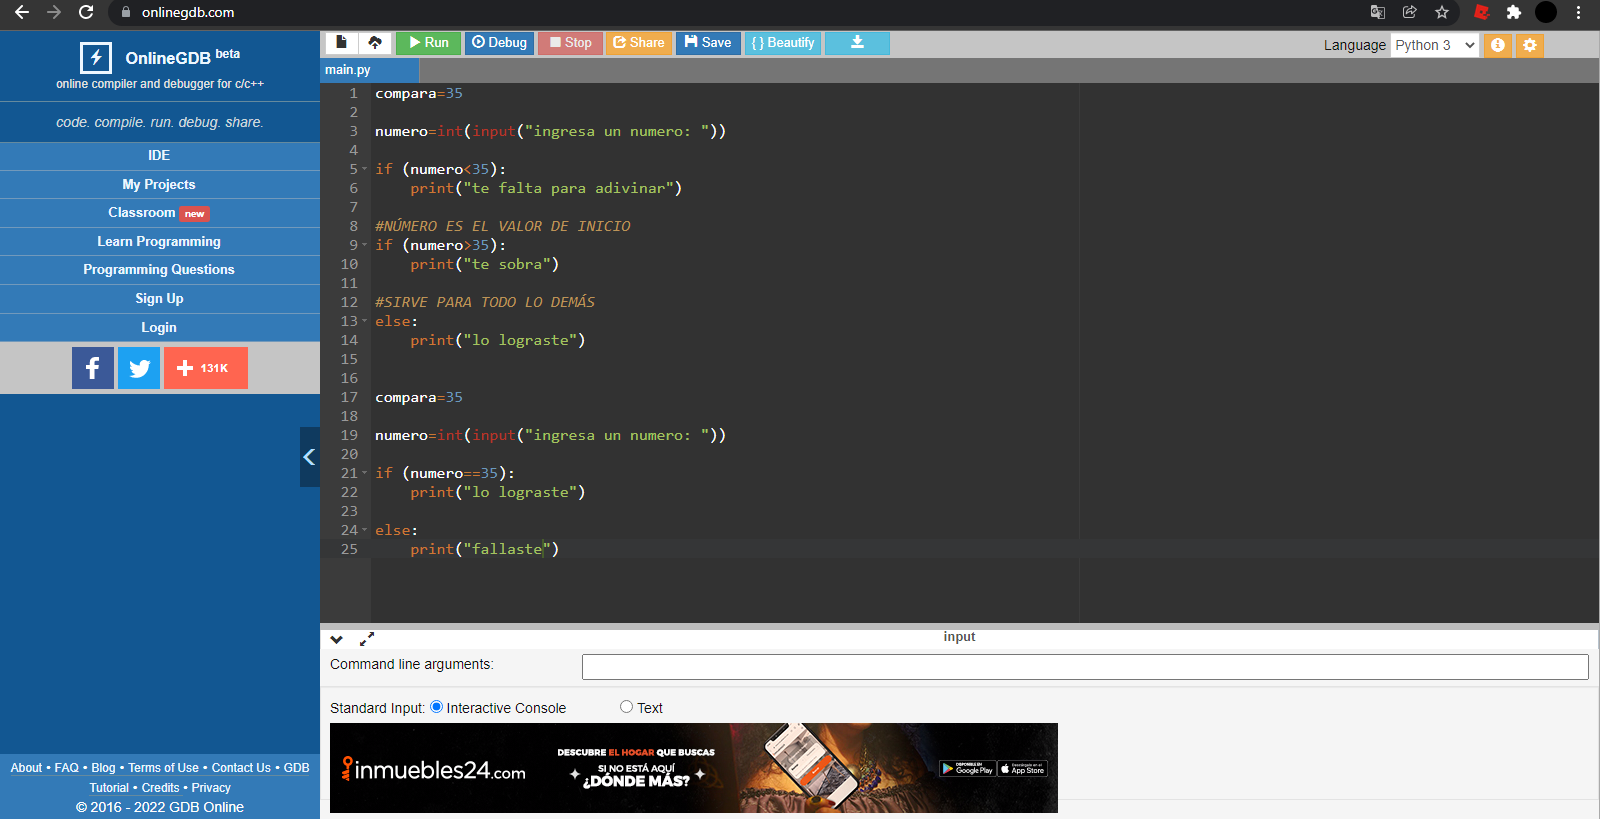 onlinegdb.com
OnlineGDB beta
online compiler and debugger for c/c++
code. compile. run. debug. share.
IDE
My Projects
Classroom new
Learn Programming
Programming Questions
Sign Up
Login
131K
About • FAQ • Blog • Terms of Use • Contact Us • GDB
Tutorial • Credits • Privacy
© 2016 - 2022 GDB Online
Run Debug Stop Share Save { } Beautify
Language Python 3
main.py
1 compara=35
2
3 numero=int(input("ingresa un numero: "))
4
5 if (numero<35):
6 print("te falta para adivinar")
7
8 #NÚMERO ES EL VALOR DE INICIO
9 if (numero>35):
10 print("te sobra")
11
12 #SIRVE PARA TODO LO DEMÁS
13 else:
14 print("lo lograste")
15
16
17 compara=35
18
19 numero=int(input("ingresa un numero: "))
20
21 if (numero==35):
22 print("lo lograste")
23
24 else:
25 print("fallaste")
input
Command line arguments:
Standard Input: Interactive Console Text
inmuebles24.com
DESCUBRE EL HOGAR QUE BUSCAS
SI NO ESTÁ AQUÍ
¿DÓNDE MÁS?
DISPONIBLE EN
Google Play
App Store